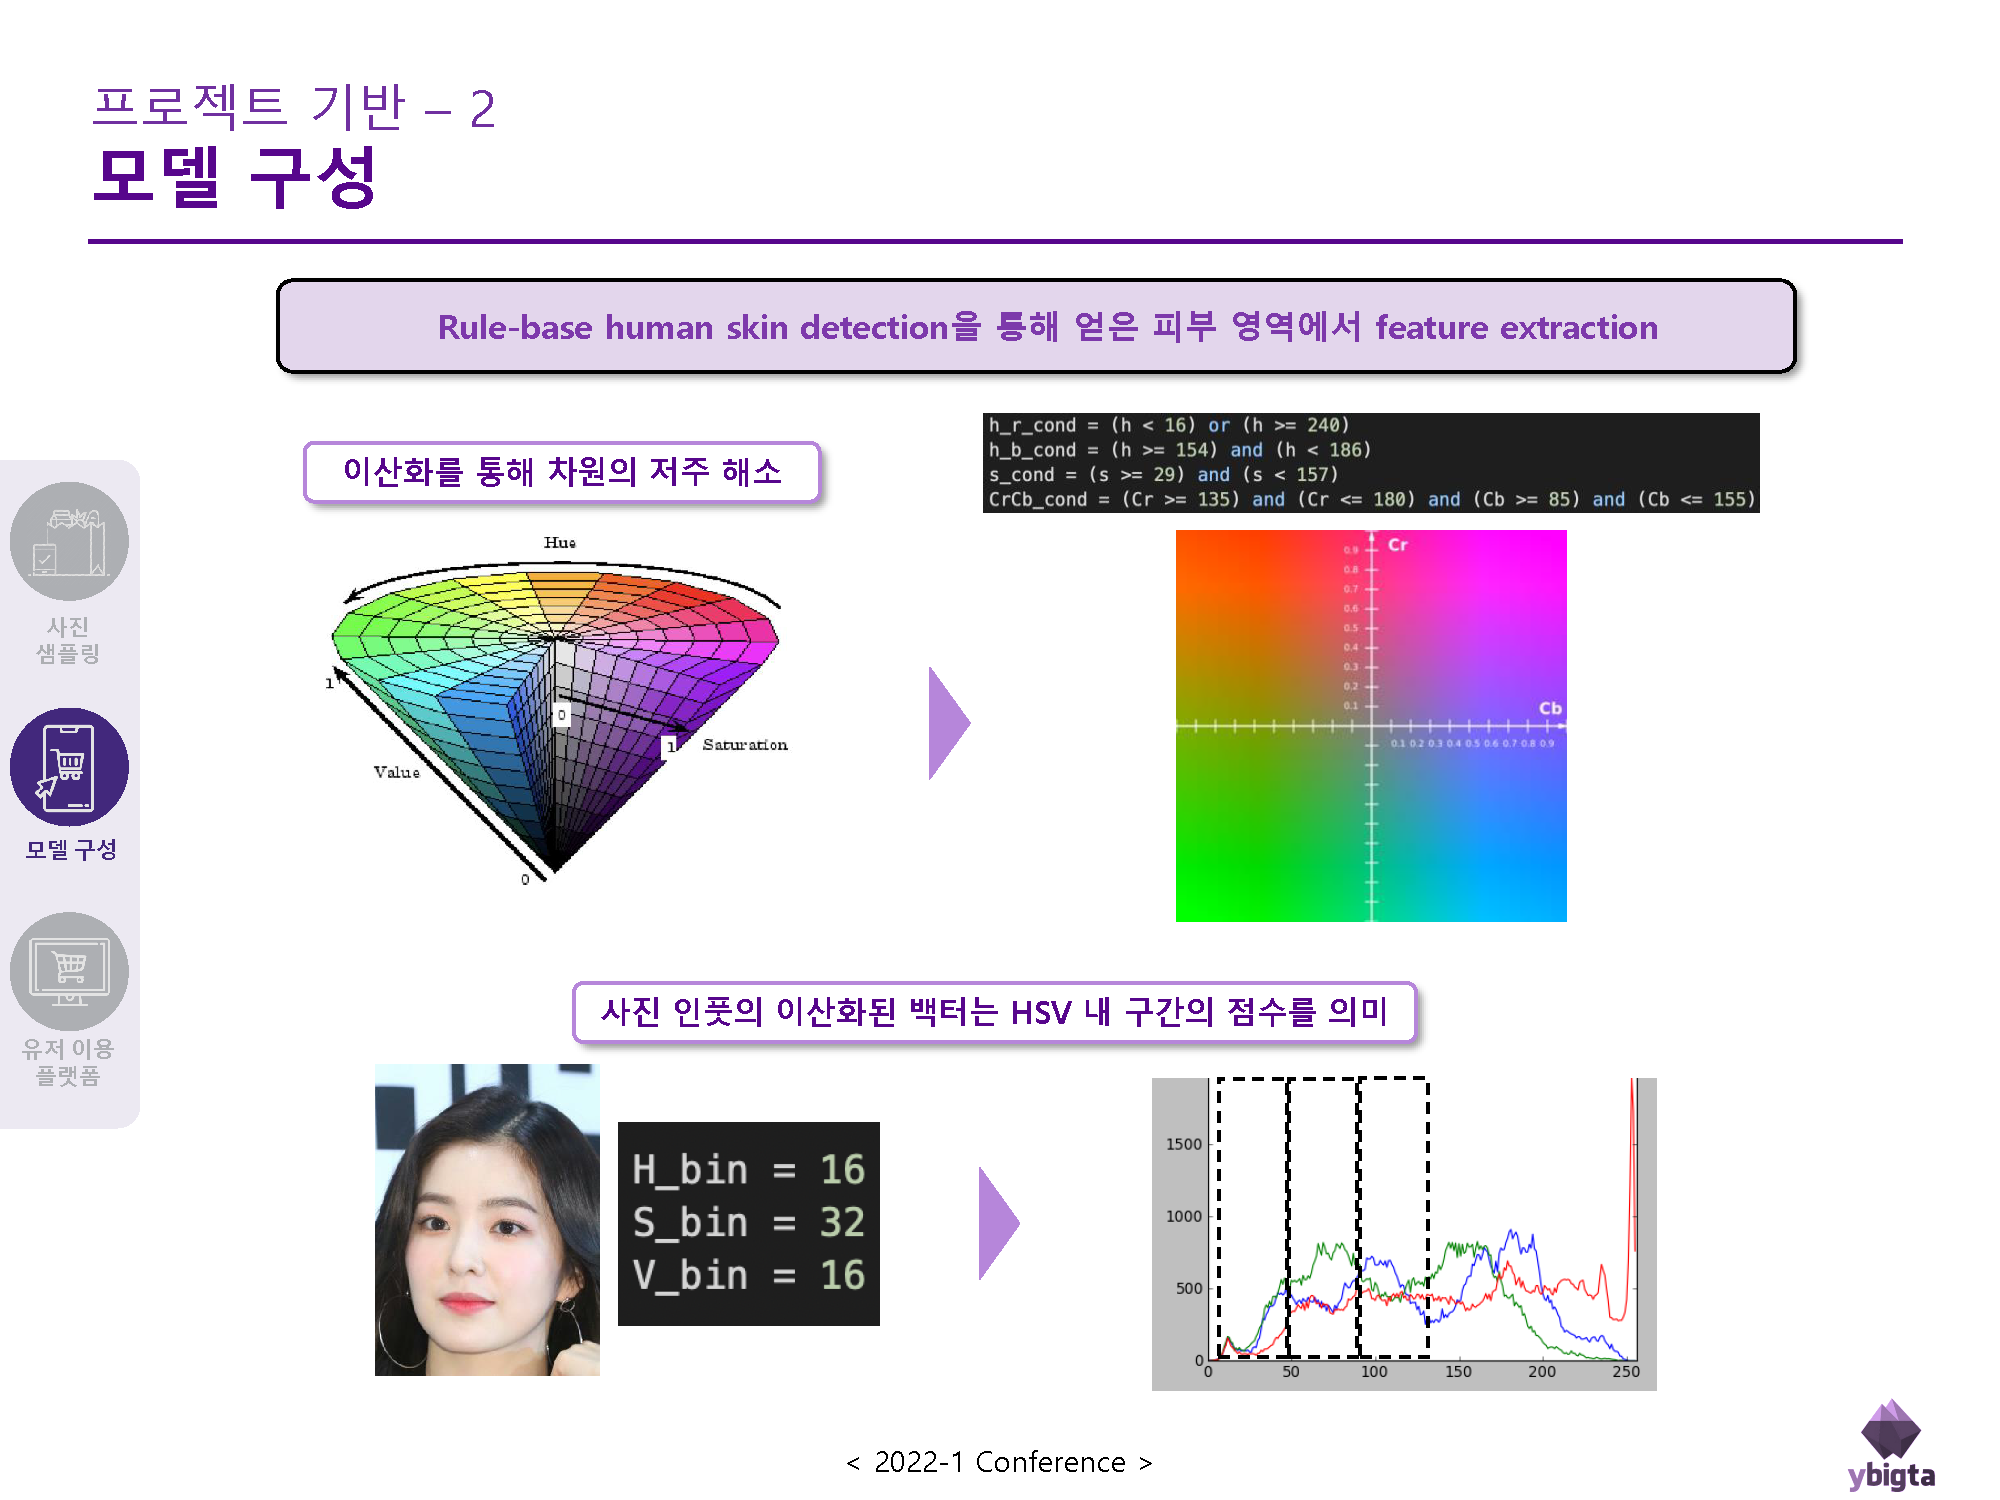 프로젝트 기반 – 2
모델 구성
Rule-base human skin detection을 통해 얻은 피부 영역에서 feature extraction
이산화를 통해 차원의 저주 해소
h_r_cond = (h < 16) or (h >= 240)
h_b_cond = (h >= 154) and (h < 186)
s_cond = (s >= 29) and (s < 157)
CrCb_cond = (Cr >= 135) and (Cr <= 180) and (Cb >= 85) and (Cb <= 155)
사진
샘플링
모델 구성
유저 이용
플랫폼
Hue
1
0
1
Saturation
Value
0
Cr
0.9
0.8
0.7
0.6
0.5
0.4
0.3
0.2
0.1
Cb
0.1 0.2 0.3 0.4 0.5 0.6 0.7 0.8 0.9
사진 인풋의 이산화된 백터는 HSV 내 구간의 점수를 의미
H_bin = 16
S_bin = 32
V_bin = 16
1500
1000
500
0
0 50 100 150 200 250
< 2022-1 Conference >
ybigta